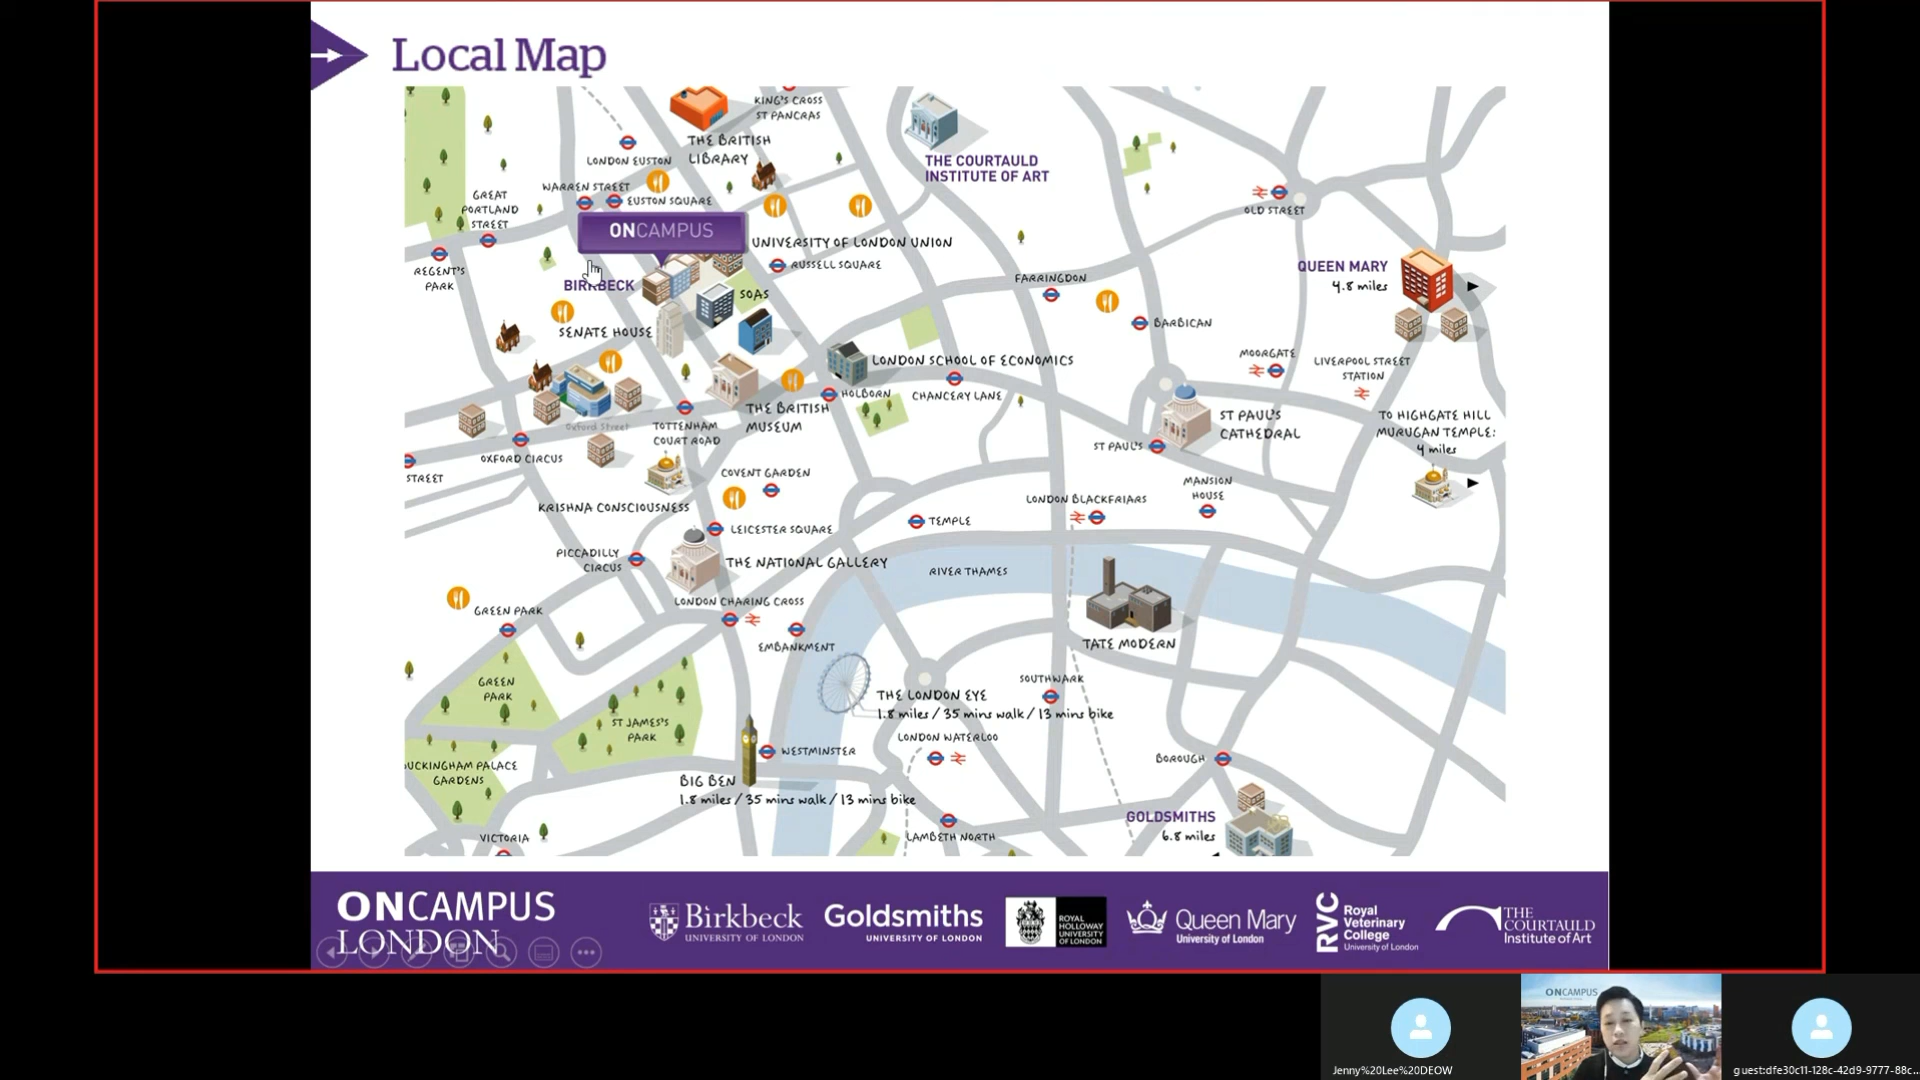 Local Map
KING'S CROSS
ST PANCRAS
THE BRITISH
LIBRARY
LONDON EUSTON
THE COURTAULD
INSTITUTE OF ART
WARREN STREET
EUSTON SQUARE
GREAT
PORTLAND
STREET
OLD STREET
ONCAMPUS
UNIVERSITY OF LONDON UNION
RUSSELL SQUARE
REGENT'S
PARK
BIRKBECK
SOAS
FARRINGDON
QUEEN MARY
4.8 miles
BARBICAN
SENATE HOUSE
LONDON SCHOOL OF ECONOMICS
MOORGATE
LIVERPOOL STREET
STATION
HOLBORN
CHANCERY LANE
THE BRITISH
MUSEUM
Oxford Street
TOTTENHAM
COURT ROAD
ST PAUL'S
CATHEDRAL
TO HIGHGATE HILL
MURUGAN TEMPLE:
4 miles
ST PAUL'S
OXFORD CIRCUS
STREET
COVENT GARDEN
MANSION
HOUSE
KRISHNA CONSCIOUSNESS
LONDON BLACKFRIARS
LEICESTER SQUARE
TEMPLE
PICCADILLY
CIRCUS
THE NATIONAL GALLERY
RIVER THAMES
LONDON CHARING CROSS
GREEN PARK
EMBANKMENT
TATE MODERN
GREEN
PARK
SOUTHWARK
THE LONDON EYE
1.8 miles / 35 mins walk / 13 mins bike
ST JAMES'S
PARK
LONDON WATERLOO
WESTMINSTER
BOROUGH
UCKINGHAM PALACE
GARDENS
BIG BEN
1.8 miles / 35 mins walk / 13 mins bike
GOLDSMITHS
6.8 miles
VICTORIA
LAMBETH NORTH
ONCAMPUS
LONDON
Birkbeck
UNIVERSITY OF LONDON
Goldsmiths
UNIVERSITY OF LONDON
ROYAL
HOLLOWAY
UNIVERSITY
OF LONDON
Queen Mary
University of London
RVC
Royal
Veterinary
College
University of London
THE
COURTAULD
Institute of Art
ONCAMPUS
Jenny%20Lee%20DEOW
guest:dfe30c11-128c-42d9-9777-88c...